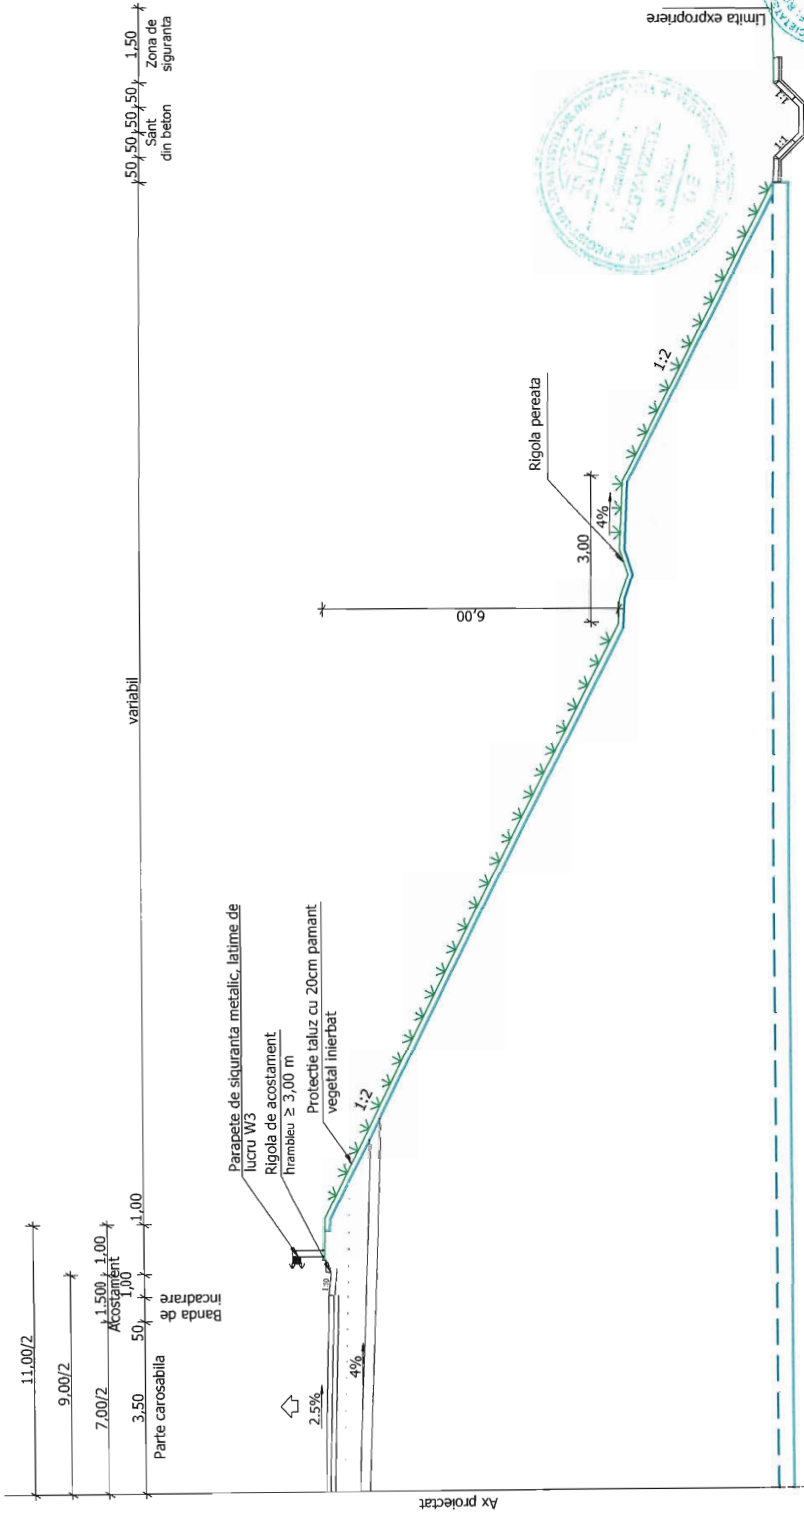 11,00/2
9,00/2
7,00/2
1.500
1,00
Acostament
3,50
50
1,00
1,00
variabil
50
50
50
50
1,50
Parte carosabila
Banda de
incadrare
Sant
din beton
Zona de
siguranta
Parapete de siguranta metalic, latime de
lucru W3
Rigola de acostament
hrambleu ≥ 3,00 m
Protectie taluz cu 20cm pamant
vegetal inierbat
2.5%
4%
1:2
6,00
3,00
4%
Rigola pereata
1:2
1:1
1:1
Limita expropriere
Ax proiectat